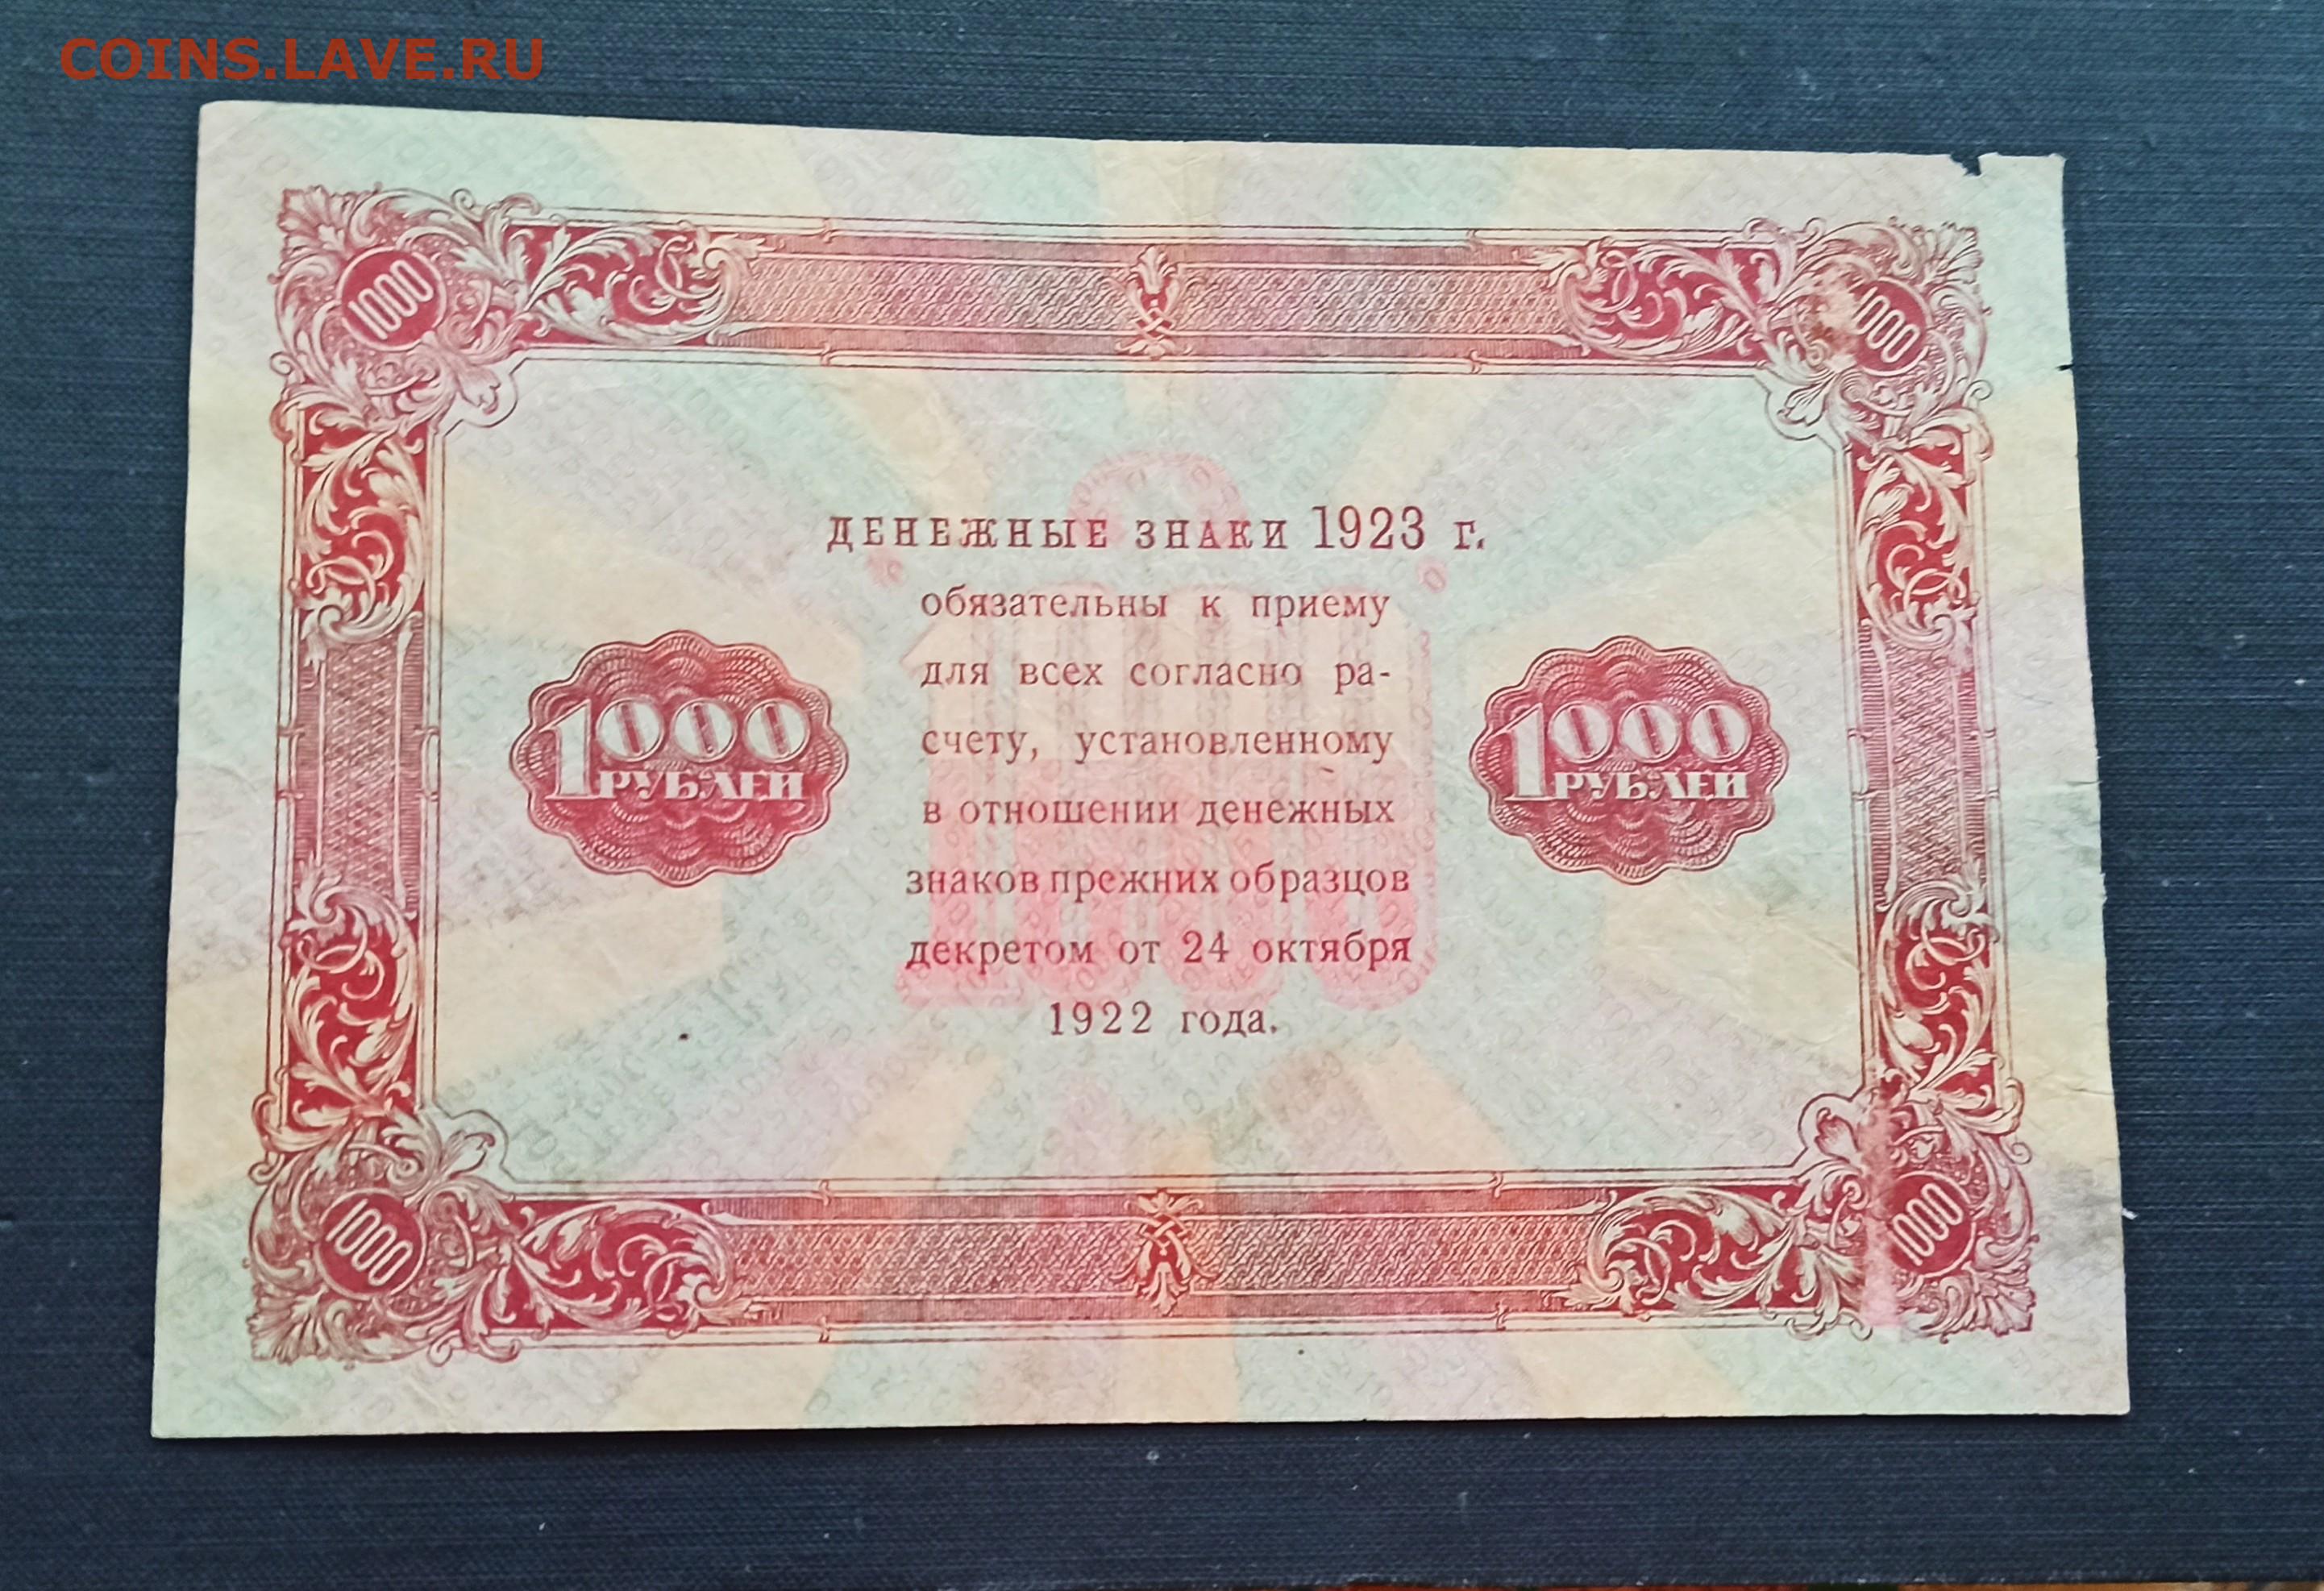 COINS.LAVE.RU
1000
1000
ДЕНЕЖНЫЕ ЗНАКИ 1923 г.
обязательны к приему
для всех согласно ра-
счету, установленному
в отношении денежных
знаков прежних образцов
декретом от 24 октября
1922 года.
1000
РУБЛЕЙ
1000
РУБЛЕЙ
1000
1000